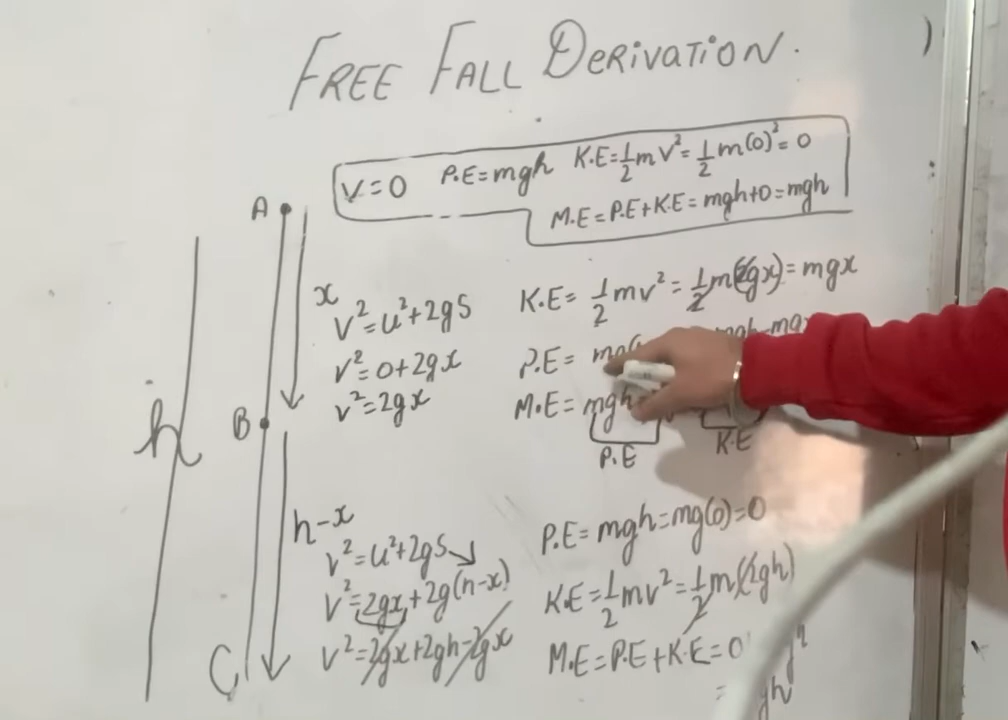 FREE FALL DERIVATION.
V=0 P.E=mgh K.E=1/2mV²=1/2m(0)²=0
M.E=P.E+K.E=mgh+0=mgh
A
x
V²=u²+2gS
V²=0+2gx
V²=2gx
K.E=1/2mv²=1/2m(2gx)=mgx
P.E= mg( mgh-mgx
M.E=mgh
P.E K.E
B
h
h-x
V²=u²+2gS
V²=2gx+2g(h-x)
V²=2gx+2gh-2gx
P.E=mgh=mg(0)=0
K.E=1/2mv²=1/2m(2gh)
M.E=P.E+K.E=0
C